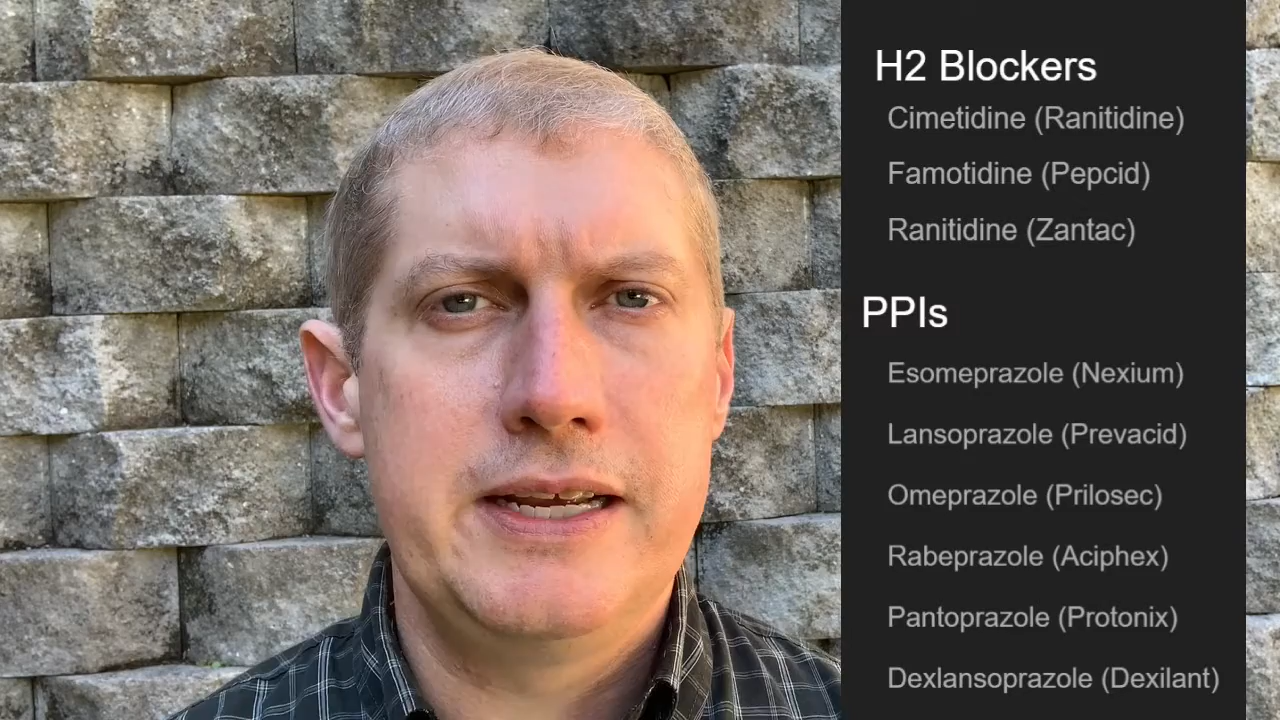 H2 Blockers
Cimetidine (Ranitidine)
Famotidine (Pepcid)
Ranitidine (Zantac)
PPIs
Esomeprazole (Nexium)
Lansoprazole (Prevacid)
Omeprazole (Prilosec)
Rabeprazole (Aciphex)
Pantoprazole (Protonix)
Dexlansoprazole (Dexilant)